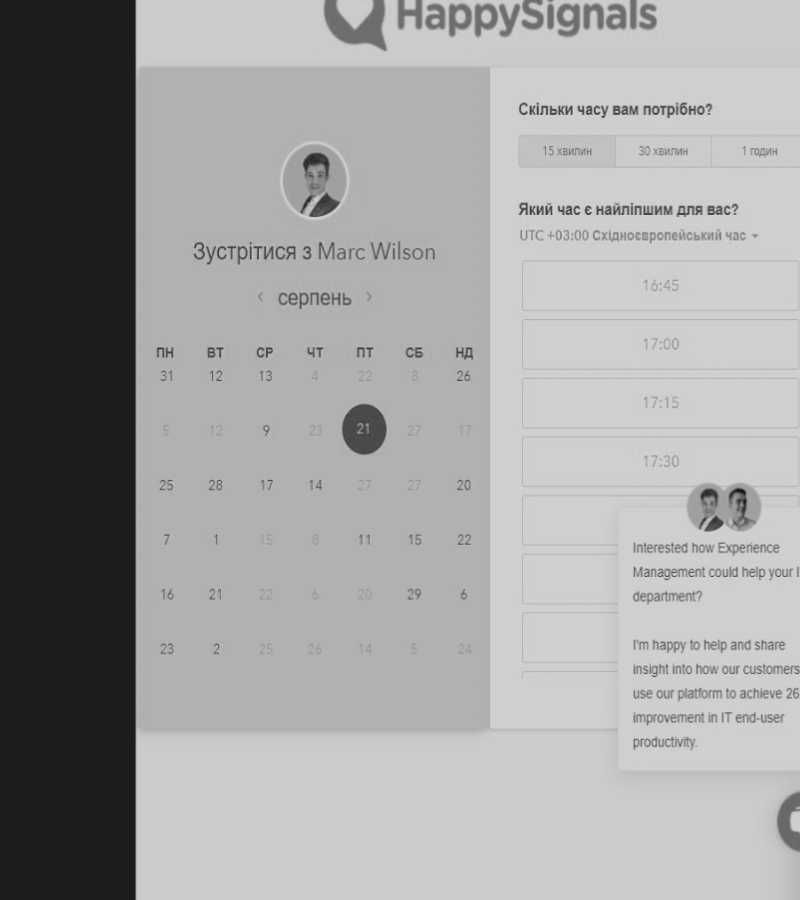 HappySignals
Зустрітися з Marc Wilson
серпень
ПН ВТ СР ЧТ ПТ СБ НД
31 12 13 4 22 8 26
5 12 9 23 21 27 17
25 28 17 14 27 27 20
7 1 15 8 11 15 22
16 21 22 6 20 29 6
23 2 25 26 14 5 24
Скільки часу вам потрібно?
15 хвилин 30 хвилин 1 годин
Який час є найліпшим для вас?
UTC +03:00 Східноєвропейський час
16:45
17:00
17:15
17:30
Interested how Experience
Management could help your I
department?
I'm happy to help and share
insight into how our customers
use our platform to achieve 26
improvement in IT end-user
productivity.